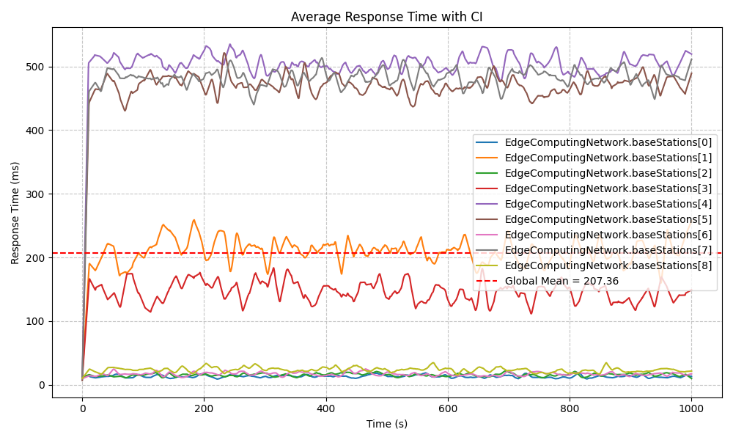 Average Response Time with CI
Response Time (ms)
500
400
300
200
100
0
EdgeComputingNetwork.baseStations[0]
EdgeComputingNetwork.baseStations[1]
EdgeComputingNetwork.baseStations[2]
EdgeComputingNetwork.baseStations[3]
EdgeComputingNetwork.baseStations[4]
EdgeComputingNetwork.baseStations[5]
EdgeComputingNetwork.baseStations[6]
EdgeComputingNetwork.baseStations[7]
EdgeComputingNetwork.baseStations[8]
Global Mean = 207.36
0 200 400 600 800 1000
Time (s)